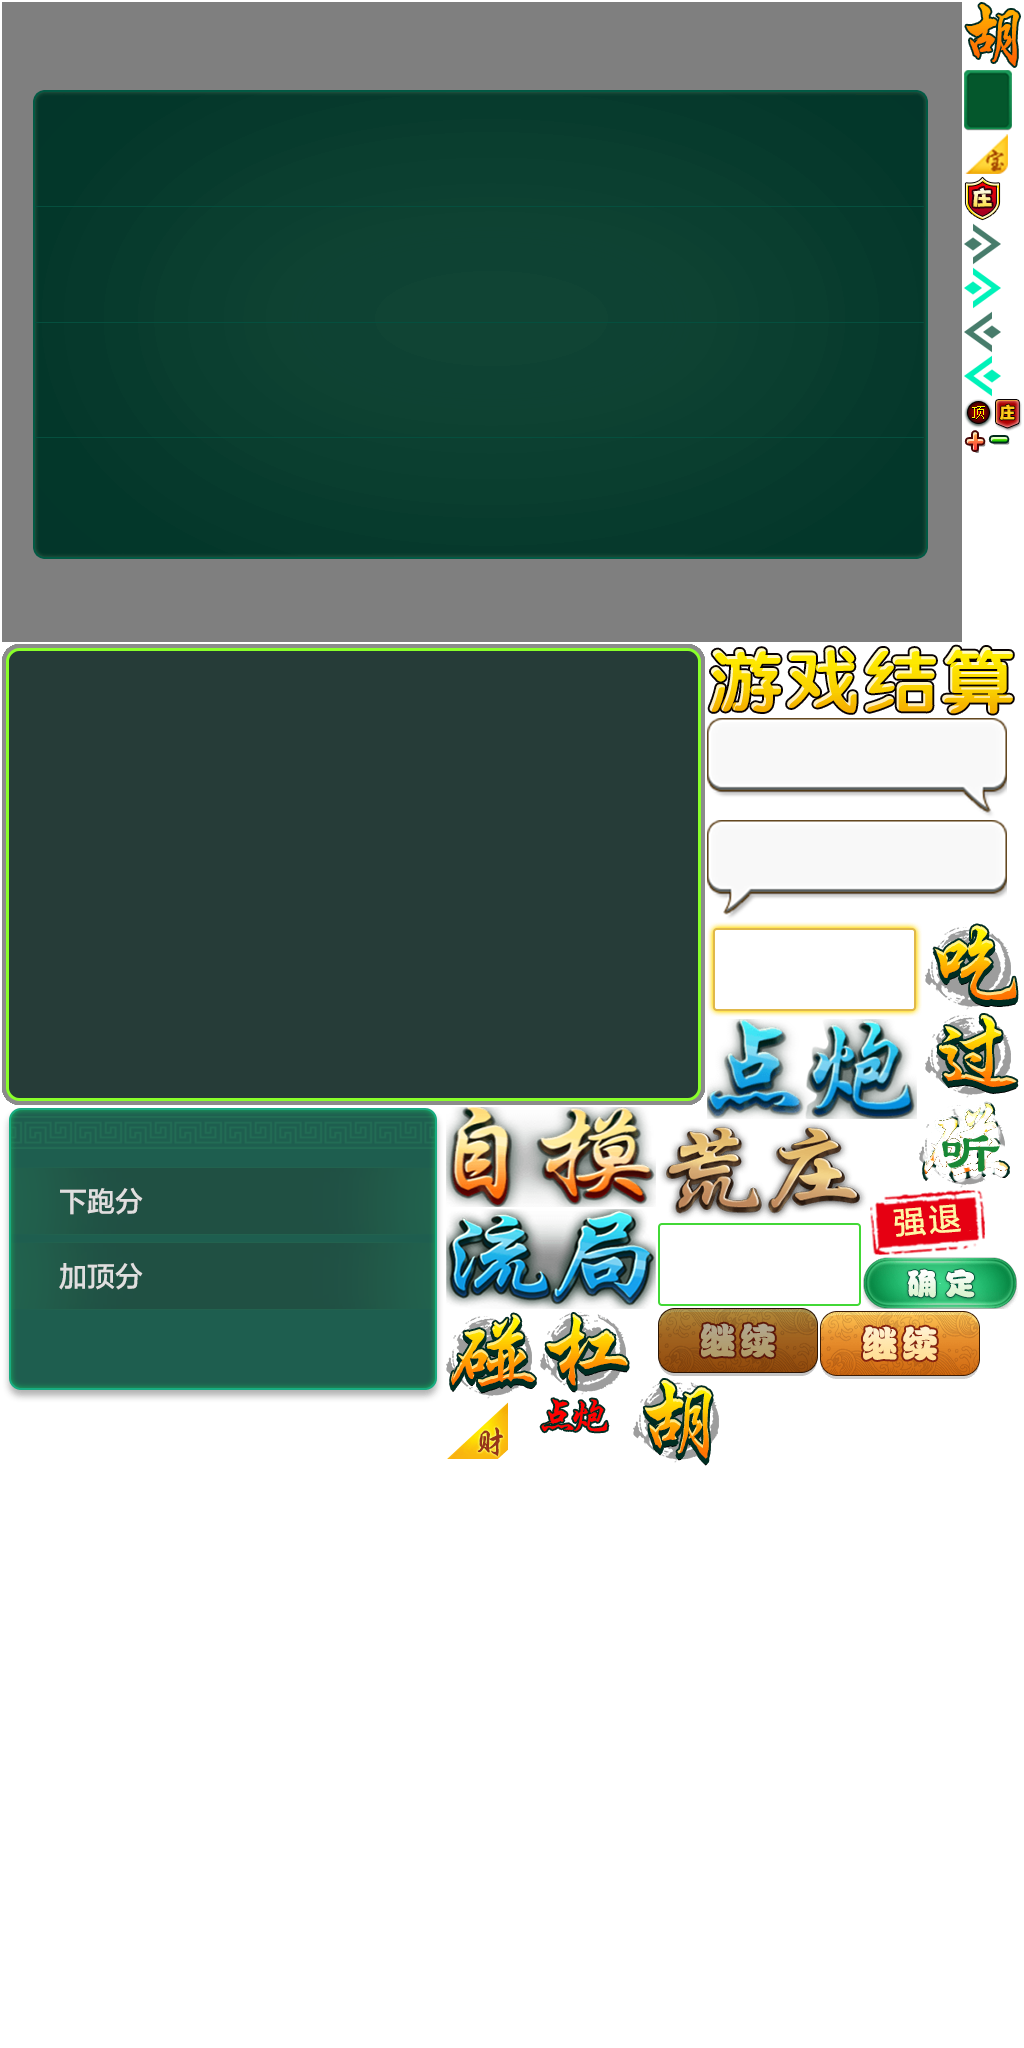 胡
宝
庄
顶 庄
游戏结算
吃
点炮
过
自摸
荒庄
听
下跑分
强退
流局
加顶分
确定
碰 杠
继续 继续
财
点炮
胡